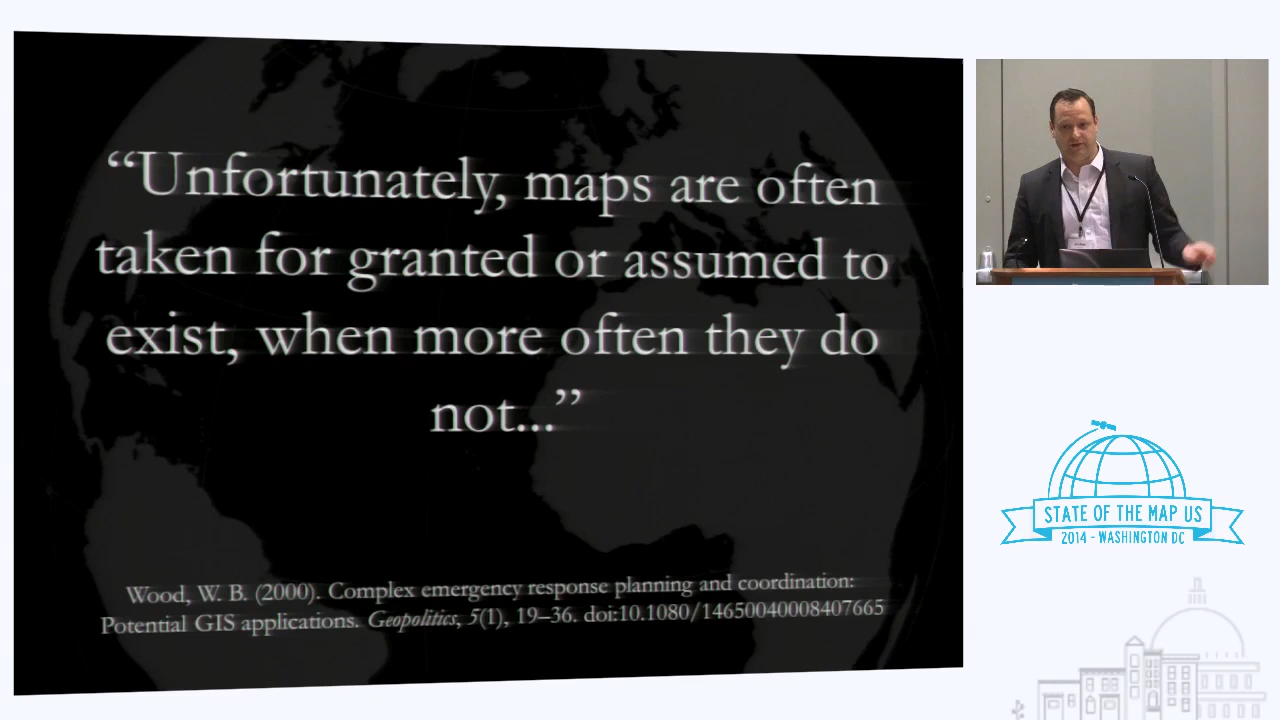 “Unfortunately, maps are often
taken for granted or assumed to
exist, when more often they do
not...”
Wood, W. B. (2000). Complex emergency response planning and coordination:
Potential GIS applications. Geopolitics, 5(1), 19–36. doi:10.1080/14650040008407665
STATE OF THE MAP US
2014 - WASHINGTON DC